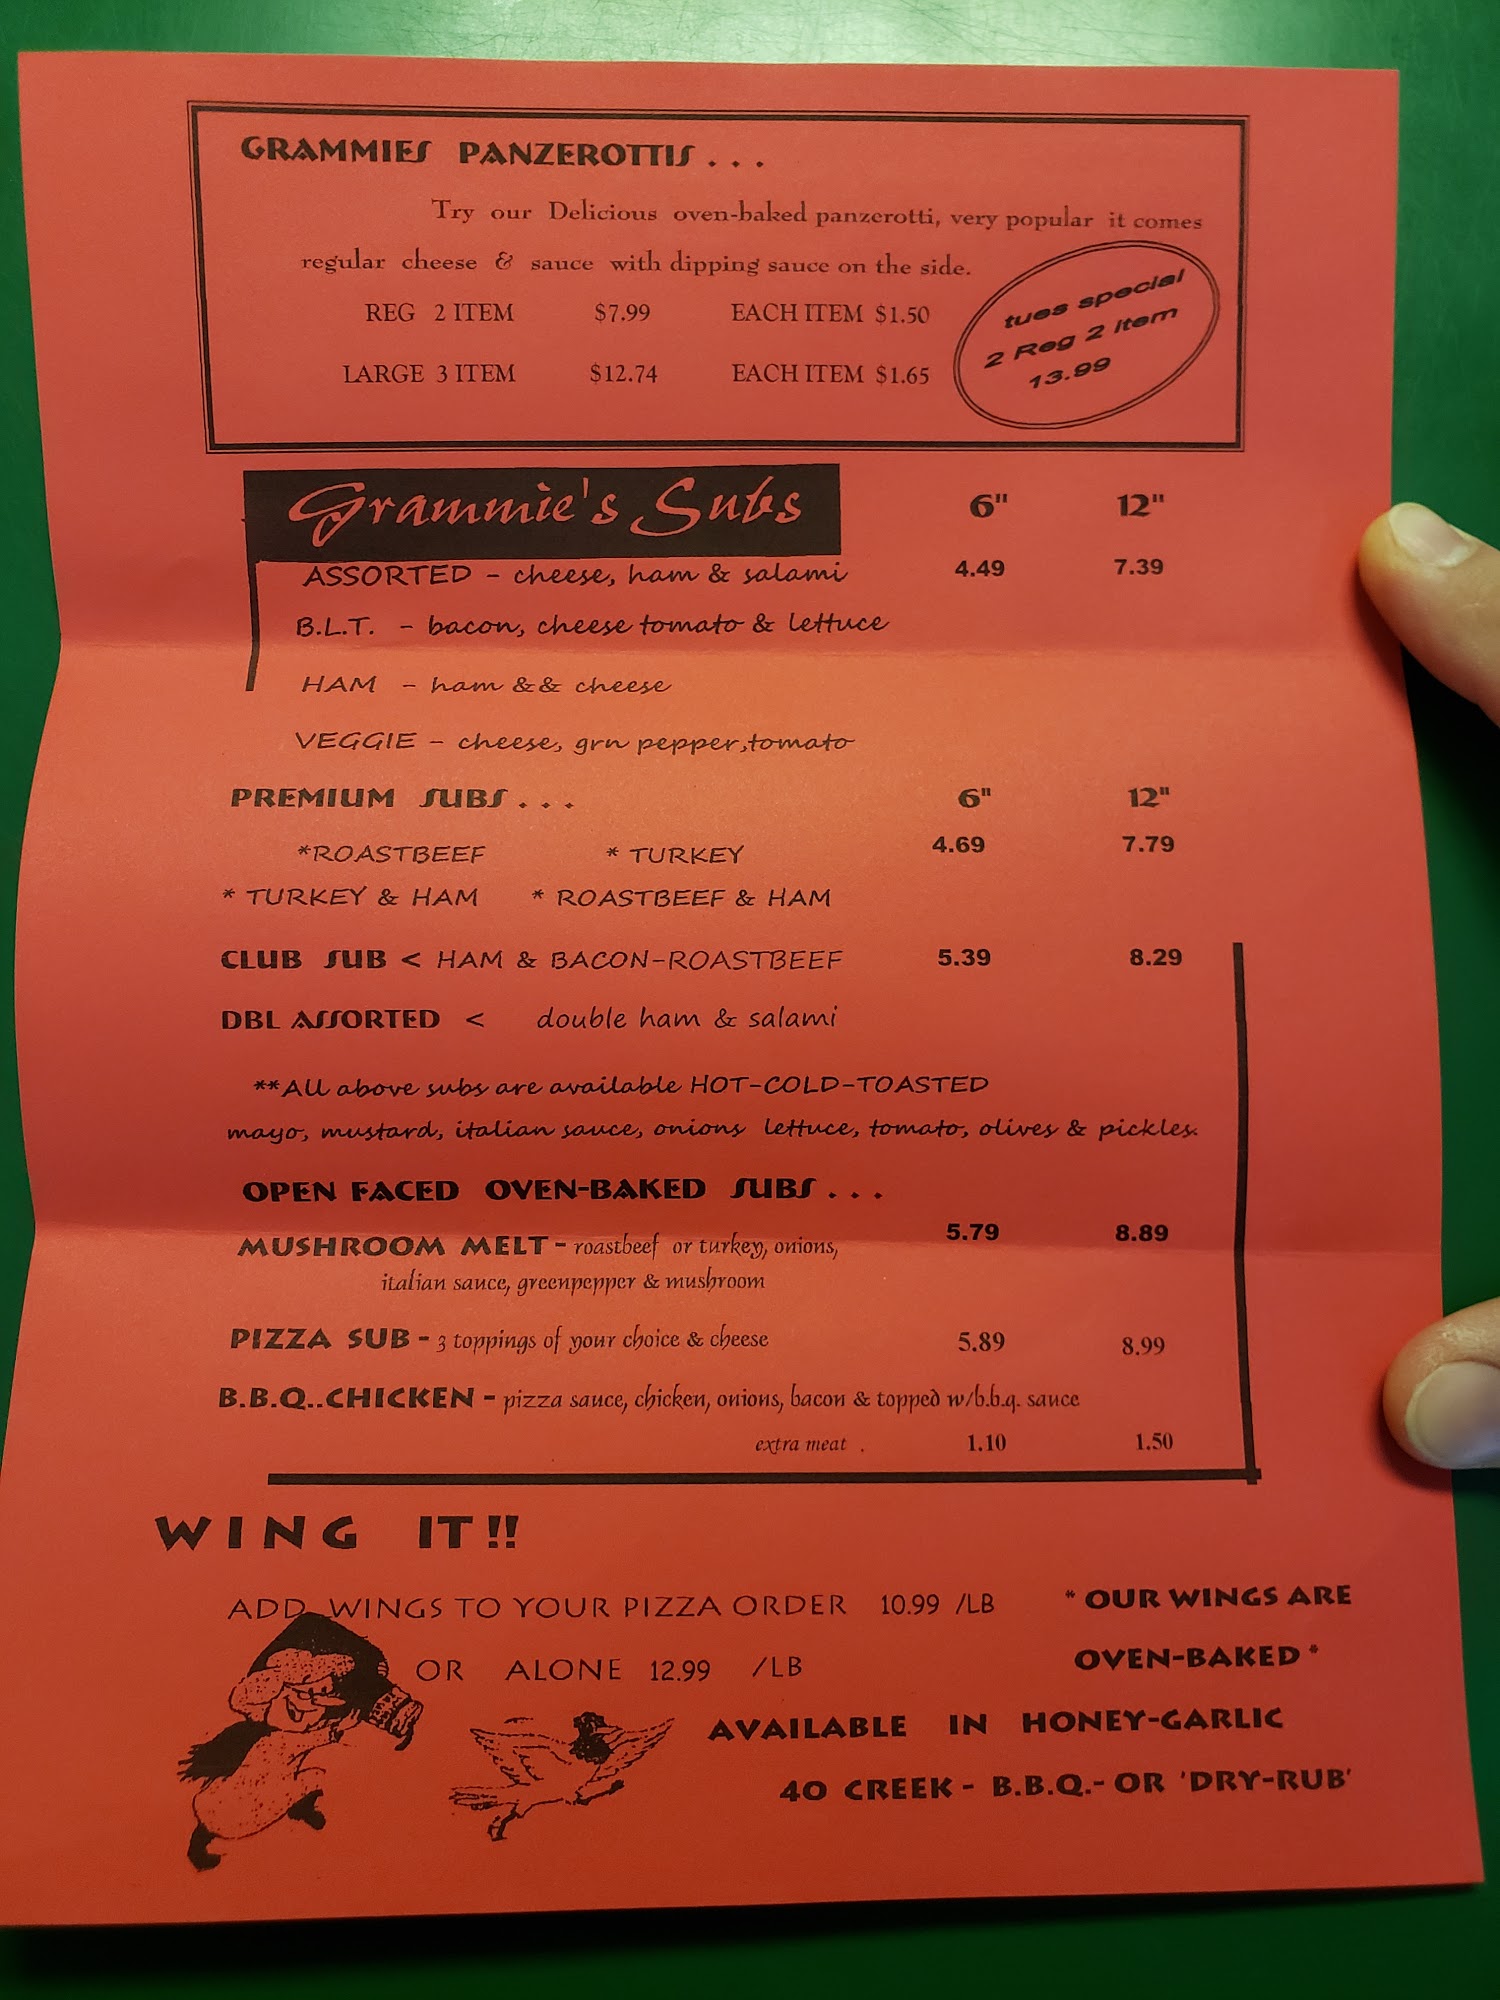 GRAMMIES PANZEROTTIS . . .
Try our Delicious oven-baked panzerotti, very popular it comes
regular cheese & sauce with dipping sauce on the side.
REG 2 ITEM $7.99 EACH ITEM $1.50
LARGE 3 ITEM $12.74 EACH ITEM $1.65
tues special
2 Reg 2 item
13.99
Grammie's Subs 6" 12"
ASSORTED - cheese, ham & salami 4.49 7.39
B.L.T. - bacon, cheese tomato & lettuce
HAM - ham && cheese
VEGGIE - cheese, grn pepper,tomato
PREMIUM SUBS . . . 6" 12"
*ROASTBEEF * TURKEY 4.69 7.79
* TURKEY & HAM * ROASTBEEF & HAM
CLUB SUB < HAM & BACON-ROASTBEEF 5.39 8.29
DBL ASSORTED < double ham & salami
**All above subs are available HOT-COLD-TOASTED
mayo, mustard, italian sauce, onions lettuce, tomato, olives & pickles.
OPEN FACED OVEN-BAKED SUBS . . .
MUSHROOM MELT - roastbeef or turkey, onions, 5.79 8.89
italian sauce, greenpepper & mushroom
PIZZA SUB - 3 toppings of your choice & cheese 5.89 8.99
B.B.Q..CHICKEN - pizza sauce, chicken, onions, bacon & topped w/b.b.q. sauce
extra meat . 1.10 1.50
WING IT!!
ADD WINGS TO YOUR PIZZA ORDER 10.99 /LB
OR ALONE 12.99 /LB
* OUR WINGS ARE
OVEN-BAKED *
AVAILABLE IN HONEY-GARLIC
40 CREEK - B.B.Q.- OR 'DRY-RUB'